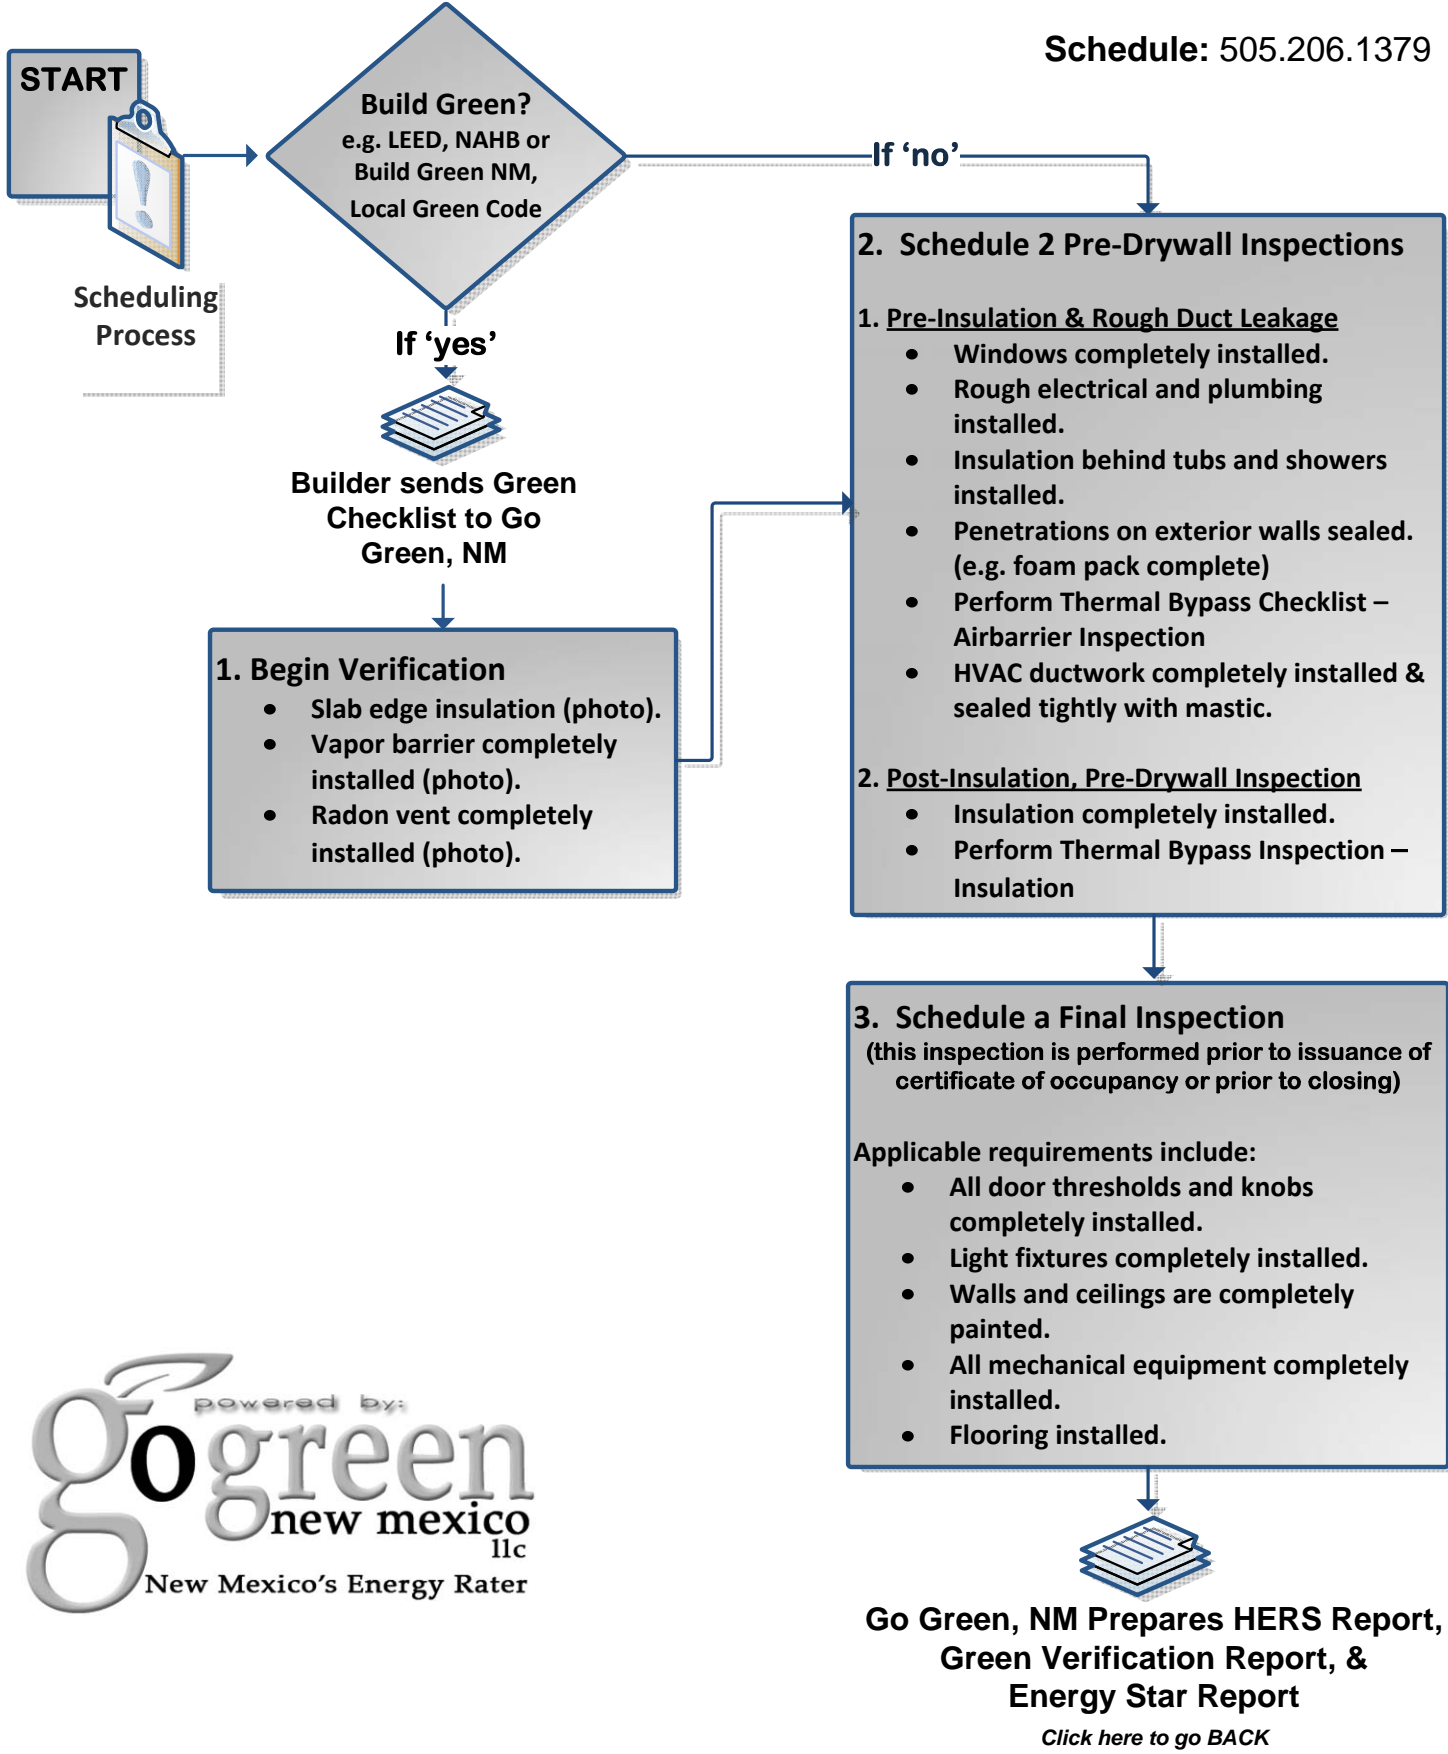 Schedule: 505.206.1379
START
Scheduling
Process
Build Green?
e.g. LEED, NAHB or
Build Green NM,
Local Green Code
If ‘no’
If ‘yes’
Builder sends Green
Checklist to Go
Green, NM
1. Begin Verification
• Slab edge insulation (photo).
• Vapor barrier completely
installed (photo).
• Radon vent completely
installed (photo).
2. Schedule 2 Pre-Drywall Inspections
1. Pre-Insulation & Rough Duct Leakage
• Windows completely installed.
• Rough electrical and plumbing
installed.
• Insulation behind tubs and showers
installed.
• Penetrations on exterior walls sealed.
(e.g. foam pack complete)
• Perform Thermal Bypass Checklist –
Airbarrier Inspection
• HVAC ductwork completely installed &
sealed tightly with mastic.
2. Post-Insulation, Pre-Drywall Inspection
• Insulation completely installed.
• Perform Thermal Bypass Inspection –
Insulation
3. Schedule a Final Inspection
(this inspection is performed prior to issuance of
certificate of occupancy or prior to closing)
Applicable requirements include:
• All door thresholds and knobs
completely installed.
• Light fixtures completely installed.
• Walls and ceilings are completely
painted.
• All mechanical equipment completely
installed.
• Flooring installed.
Go Green, NM Prepares HERS Report,
Green Verification Report, &
Energy Star Report
Click here to go BACK
powered by:
gogreen
new mexico
llc
New Mexico’s Energy Rater